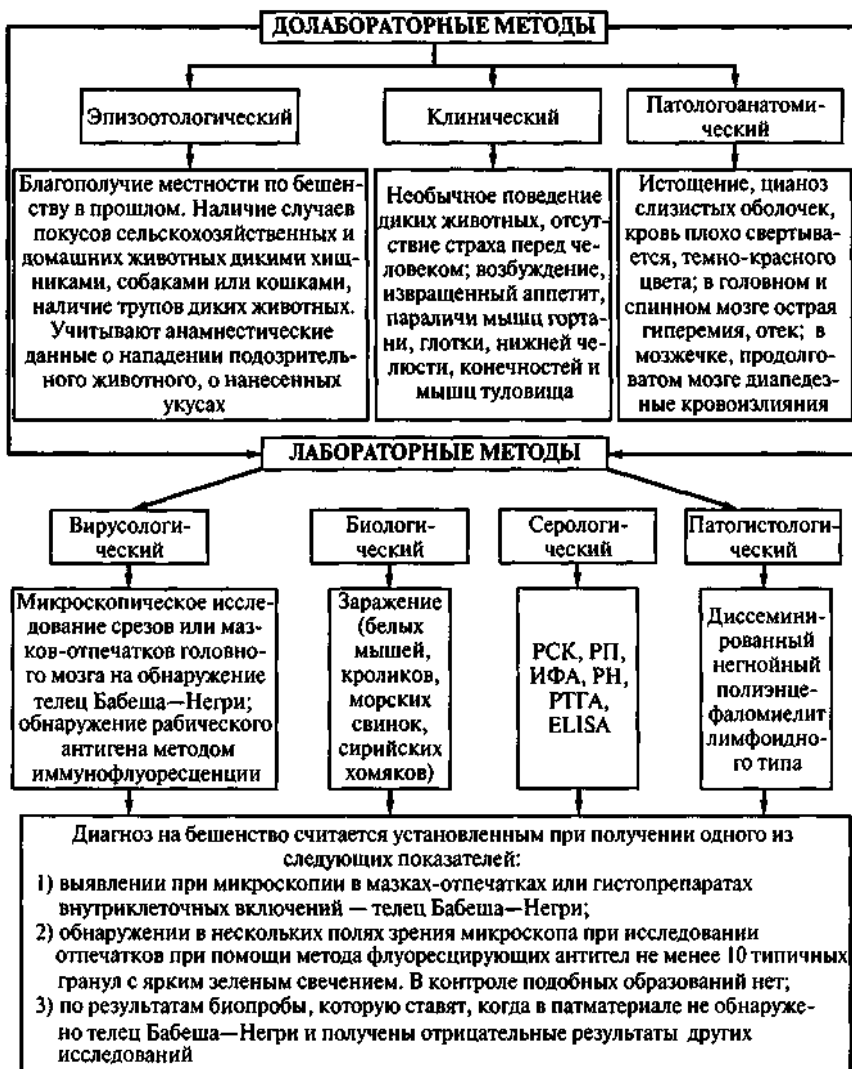 ДОЛАБОРАТОРНЫЕ МЕТОДЫ
Эпизоотологический
Клинический
Патологоанатоми-
ческий
Благополучие местности по бешен-
ству в прошлом. Наличие случаев
покусов сельскохозяйственных и
домашних животных дикими хищ-
никами, собаками или кошками,
наличие трупов диких животных.
Учитывают анамнестические
данные о нападении подозритель-
ного животного, о нанесенных
укусах
Необычное поведение
диких животных, отсут-
ствие страха перед че-
ловеком; возбуждение,
извращенный аппетит,
параличи мышц горта-
ни, глотки, нижней че-
люсти, конечностей и
мышц туловища
Истощение, цианоз
слизистых оболочек,
кровь плохо свертыва-
ется, темно-красного
цвета; в головном и
спинном мозге острая
гиперемия, отек; в
мозжечке, продолго-
ватом мозге диапедез-
ные кровоизлияния
ЛАБОРАТОРНЫЕ МЕТОДЫ
Вирусологи-
ческий
Биологи-
ческий
Серологи-
ческий
Патогистологи-
ческий
Микроскопическое иссле-
дование срезов или маз-
ков-отпечатков головно-
го мозга на обнаружение
телец Бабеша—Негри;
обнаружение рабического
антигена методом
иммунофлуоресценции
Заражение
(белых
мышей,
кроликов,
морских
свинок,
сирийских
хомяков)
РСК, РП,
ИФА, РН,
РТГА,
ELISA
Диссемини-
рованный
негнойный
полиэнце-
фаломиелит
лимфоидно-
го типа
Диагноз на бешенство считается установленным при получении одного из
следующих показателей:
1) выявлении при микроскопии в мазках-отпечатках или гистопрепаратах
внутриклеточных включений — телец Бабеша—Негри;
2) обнаружении в нескольких полях зрения микроскопа при исследовании
отпечатков при помощи метода флуоресцирующих антител не менее 10 типичных
гранул с ярким зеленым свечением. В контроле подобных образований нет;
3) по результатам биопробы, которую ставят, когда в патматериале не обнаруже-
но телец Бабеша—Негри и получены отрицательные результаты других
исследований